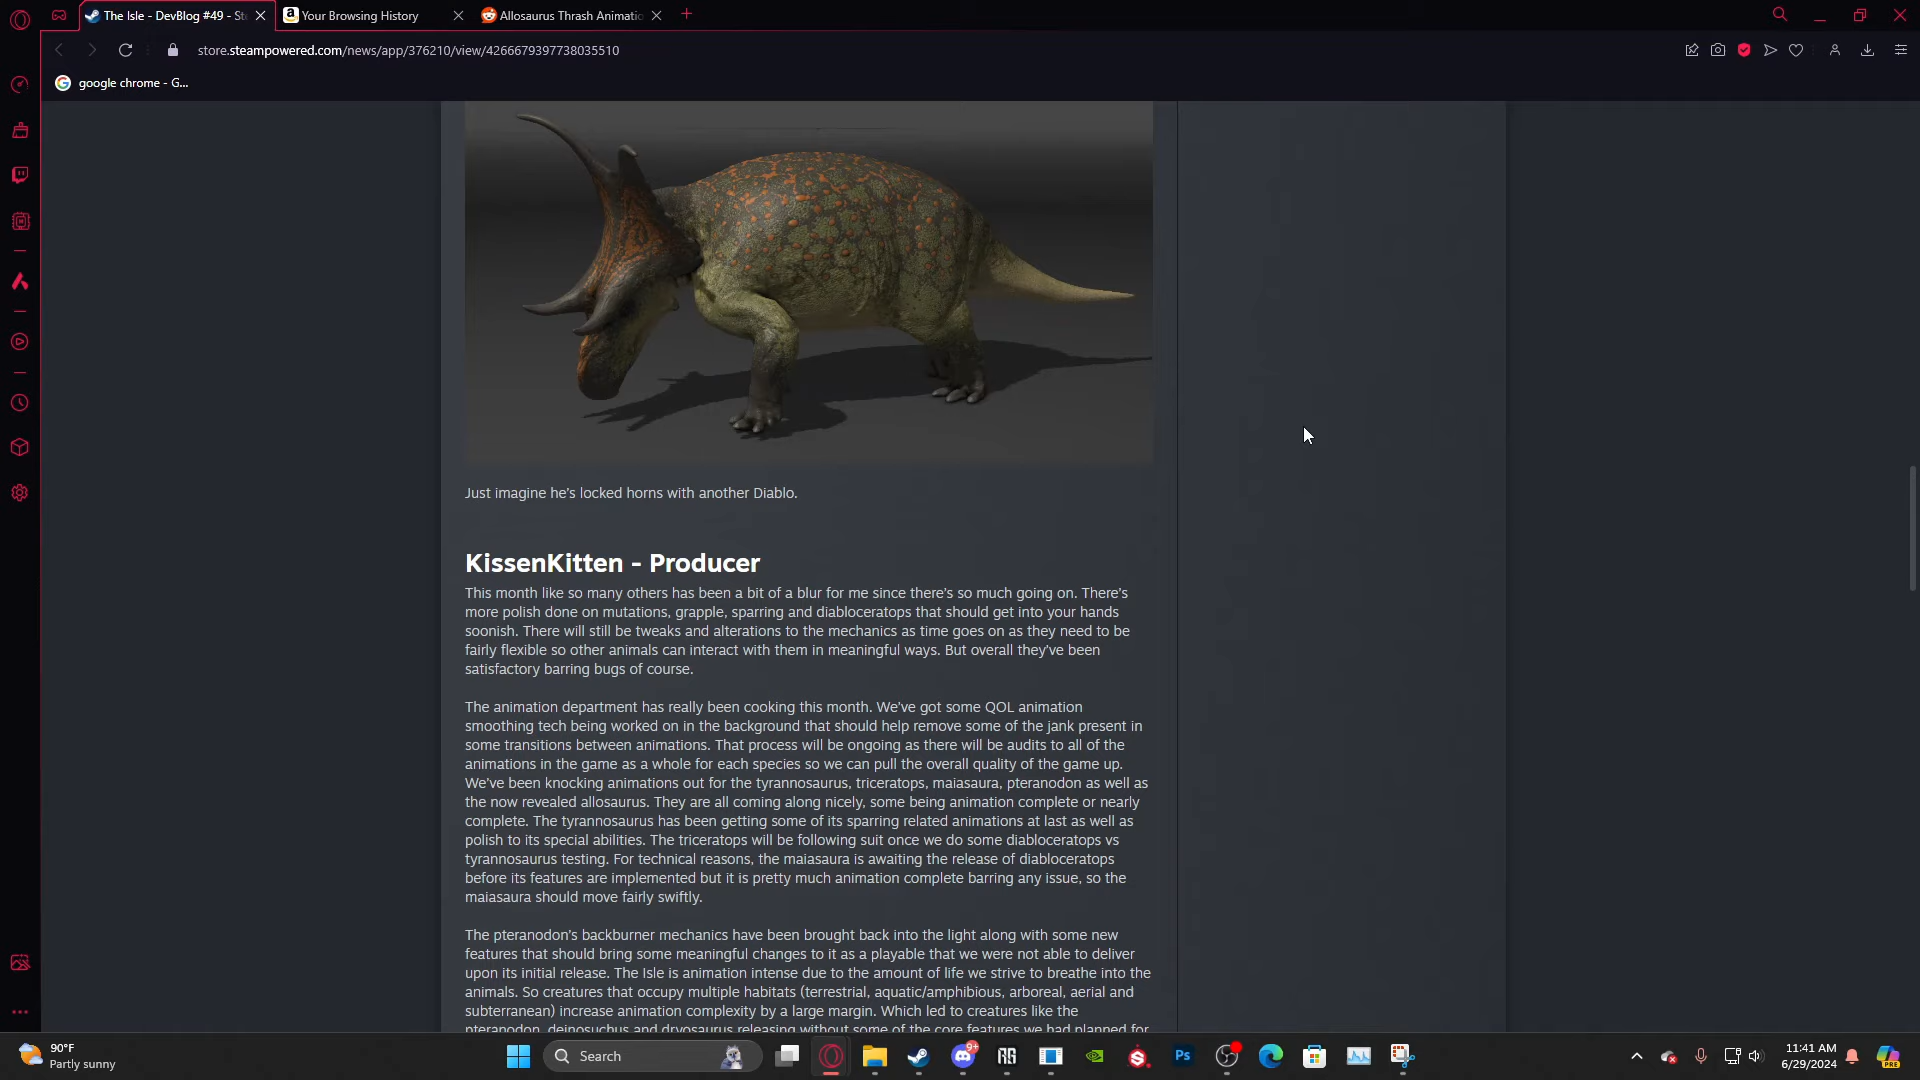 The Isle - DevBlog #49 - St
Your Browsing History
Allosaurus Thrash Animatio
store.steampowered.com/news/app/376210/view/4266679397738035510
google chrome - G...
Just imagine he's locked horns with another Diablo.
KissenKitten - Producer
This month like so many others has been a bit of a blur for me since there's so much going on. There's
more polish done on mutations, grapple, sparring and diabloceratops that should get into your hands
soonish. There will still be tweaks and alterations to the mechanics as time goes on as they need to be
fairly flexible so other animals can interact with them in meaningful ways. But overall they've been
satisfactory barring bugs of course.
The animation department has really been cooking this month. We've got some QOL animation
smoothing tech being worked on in the background that should help remove some of the jank present in
some transitions between animations. That process will be ongoing as there will be audits to all of the
animations in the game as a whole for each species so we can pull the overall quality of the game up.
We've been knocking animations out for the tyrannosaurus, triceratops, maiasaura, pteranodon as well as
the now revealed allosaurus. They are all coming along nicely, some being animation complete or nearly
complete. The tyrannosaurus has been getting some of its sparring related animations at last as well as
polish to its special abilities. The triceratops will be following suit once we do some diabloceratops vs
tyrannosaurus testing. For technical reasons, the maiasaura is awaiting the release of diabloceratops
before its features are implemented but it is pretty much animation complete barring any issue, so the
maiasaura should move fairly swiftly.
The pteranodon's backburner mechanics have been brought back into the light along with some new
features that should bring some meaningful changes to it as a playable that we were not able to deliver
upon its initial release. The Isle is animation intense due to the amount of life we strive to breathe into the
animals. So creatures that occupy multiple habitats (terrestrial, aquatic/amphibious, arboreal, aerial and
subterranean) increase animation complexity by a large margin. Which led to creatures like the
pteranodon, deinosuchus and dryosaurus releasing without some of the core features we had planned for
90°F
Partly sunny
Search
9+
Ps
PRE
11:41 AM
6/29/2024